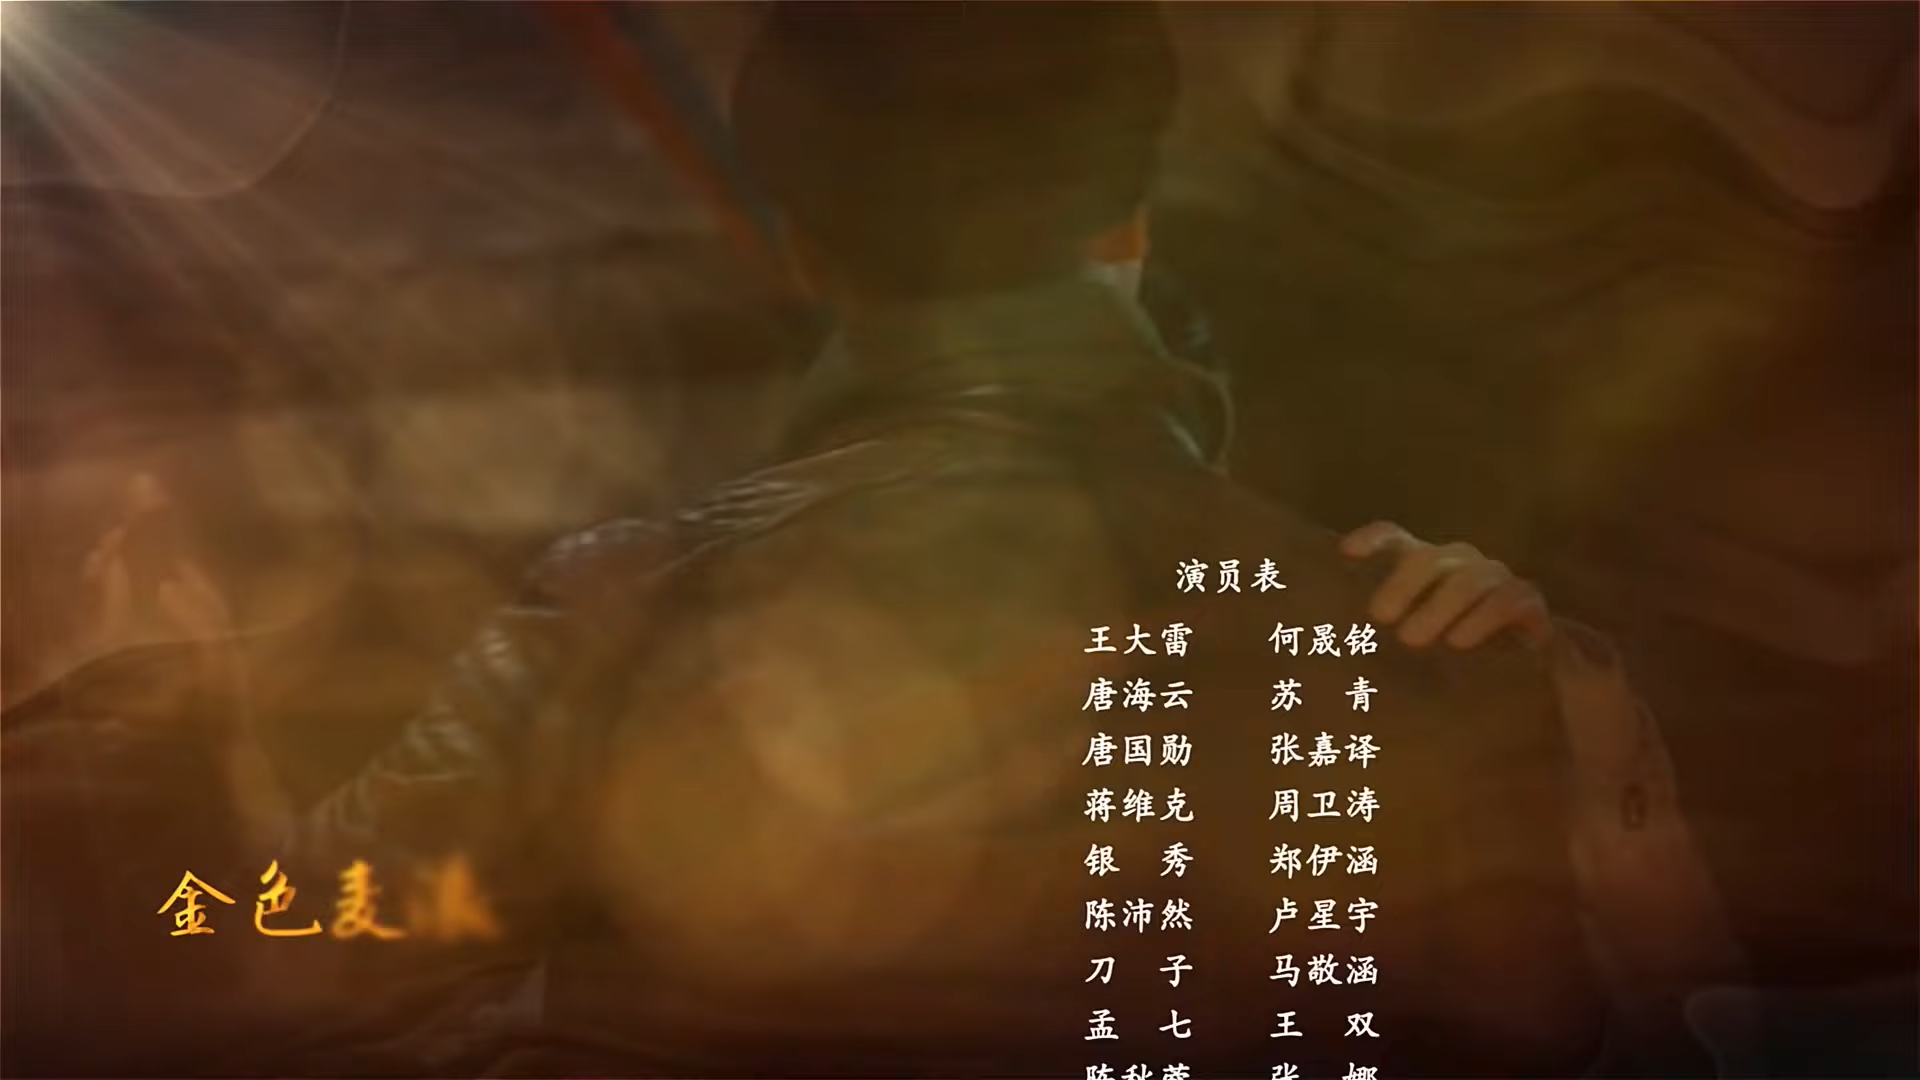 演员表
王大雷 何晟铭
唐海云 苏 青
唐国勋 张嘉译
蒋维克 周卫涛
银 秀 郑伊涵
陈沛然 卢星宇
刀 子 马敬涵
孟 七 王 双
张 娜
金色麦